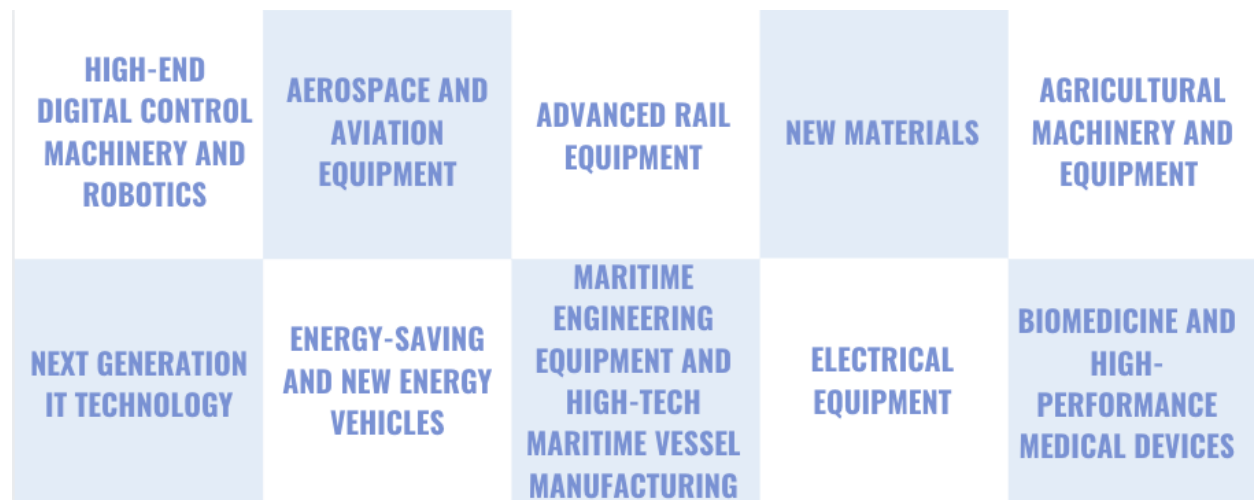 HIGH-END
DIGITAL CONTROL
MACHINERY AND
ROBOTICS
AEROSPACE AND
AVIATION
EQUIPMENT
ADVANCED RAIL
EQUIPMENT
NEW MATERIALS
AGRICULTURAL
MACHINERY AND
EQUIPMENT
NEXT GENERATION
IT TECHNOLOGY
ENERGY-SAVING
AND NEW ENERGY
VEHICLES
MARITIME
ENGINEERING
EQUIPMENT AND
HIGH-TECH
MARITIME VESSEL
MANUFACTURING
ELECTRICAL
EQUIPMENT
BIOMEDICINE AND
HIGH-
PERFORMANCE
MEDICAL DEVICES